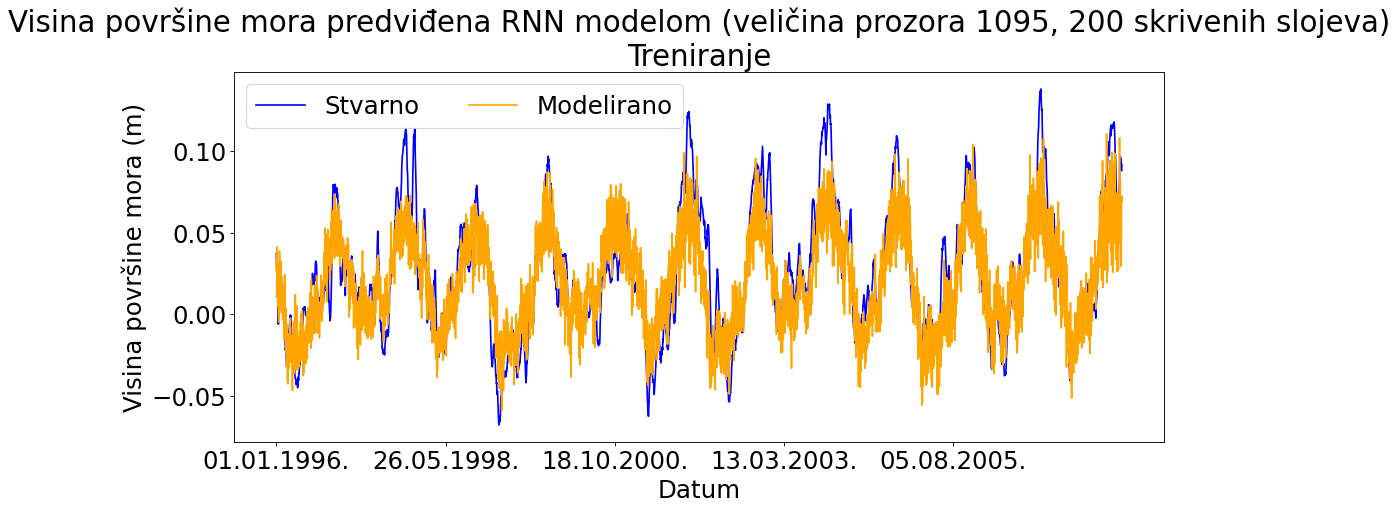 Visina površine mora predviđena RNN modelom (veličina prozora 1095, 200 skrivenih slojeva)
Treniranje
Stvarno
Modelirano
Visina površine mora (m)
0.10
0.05
0.00
−0.05
01.01.1996.
26.05.1998.
18.10.2000.
13.03.2003.
05.08.2005.
Datum